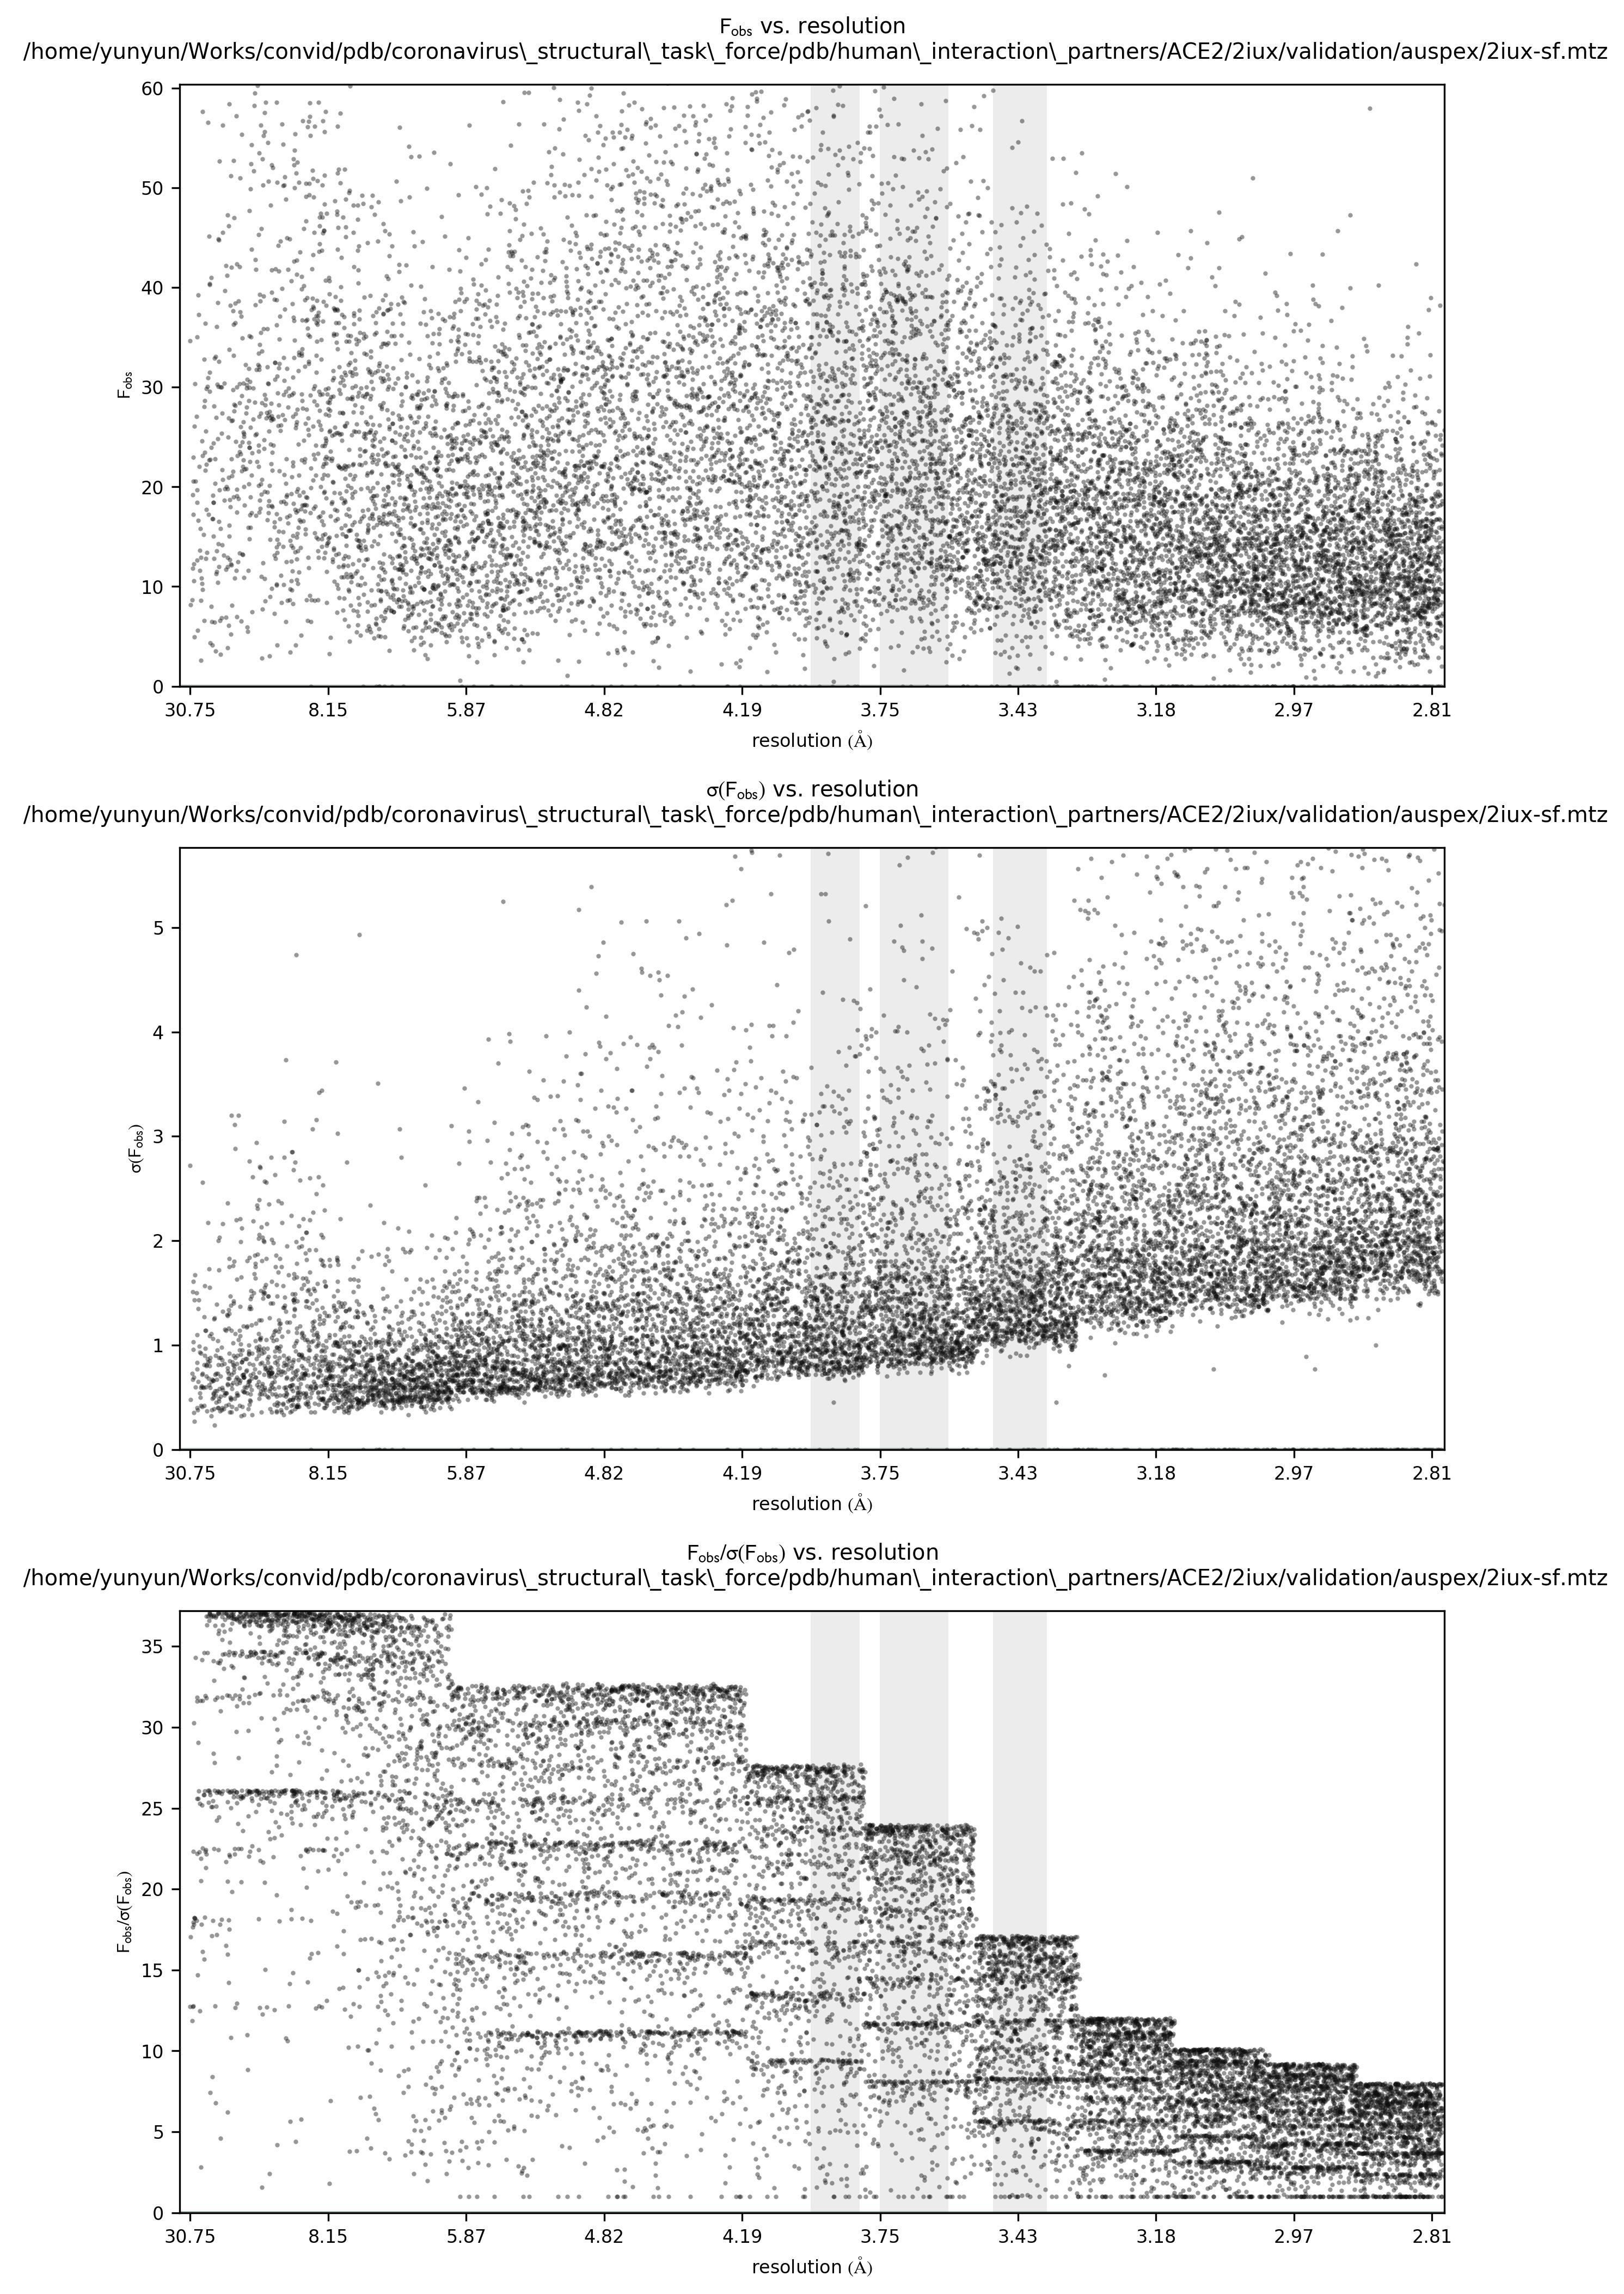 Fobs vs. resolution
/home/yunyun/Works/convid/pdb/coronavirus\_structural\_task\_force/pdb/human\_interaction\_partners/ACE2/2iux/validation/auspex/2iux-sf.mtz
60
50
40
30
20
10
0
Fobs
30.75 8.15 5.87 4.82 4.19 3.75 3.43 3.18 2.97 2.81
resolution (Å)
σ(Fobs) vs. resolution
/home/yunyun/Works/convid/pdb/coronavirus\_structural\_task\_force/pdb/human\_interaction\_partners/ACE2/2iux/validation/auspex/2iux-sf.mtz
5
4
3
2
1
0
σ(Fobs)
30.75 8.15 5.87 4.82 4.19 3.75 3.43 3.18 2.97 2.81
resolution (Å)
Fobs/σ(Fobs) vs. resolution
/home/yunyun/Works/convid/pdb/coronavirus\_structural\_task\_force/pdb/human\_interaction\_partners/ACE2/2iux/validation/auspex/2iux-sf.mtz
35
30
25
20
15
10
5
0
Fobs/σ(Fobs)
30.75 8.15 5.87 4.82 4.19 3.75 3.43 3.18 2.97 2.81
resolution (Å)